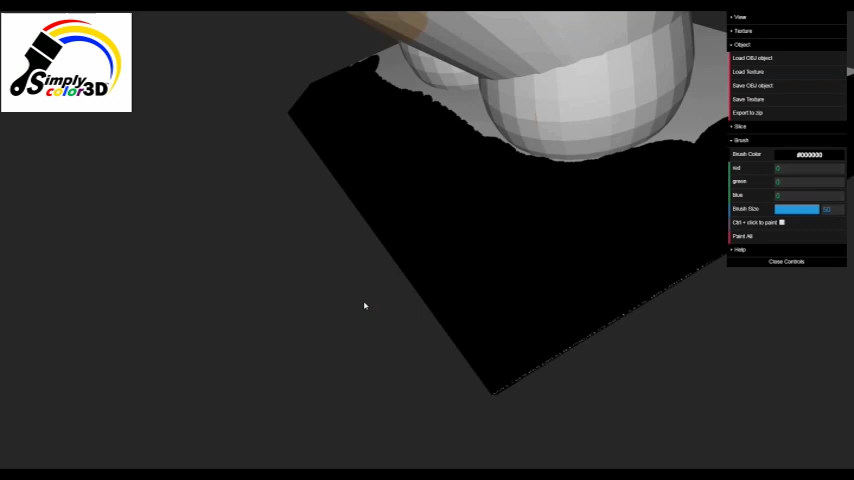 Simply
color3D
View
Texture
Object
Load OBJ object
Load Texture
Save OBJ object
Save Texture
Export to zip
Slice
Brush
Brush Color #000000
red 0
green 0
blue 0
Brush Size 50
Ctrl + click to paint
Paint All
Help
Close Controls